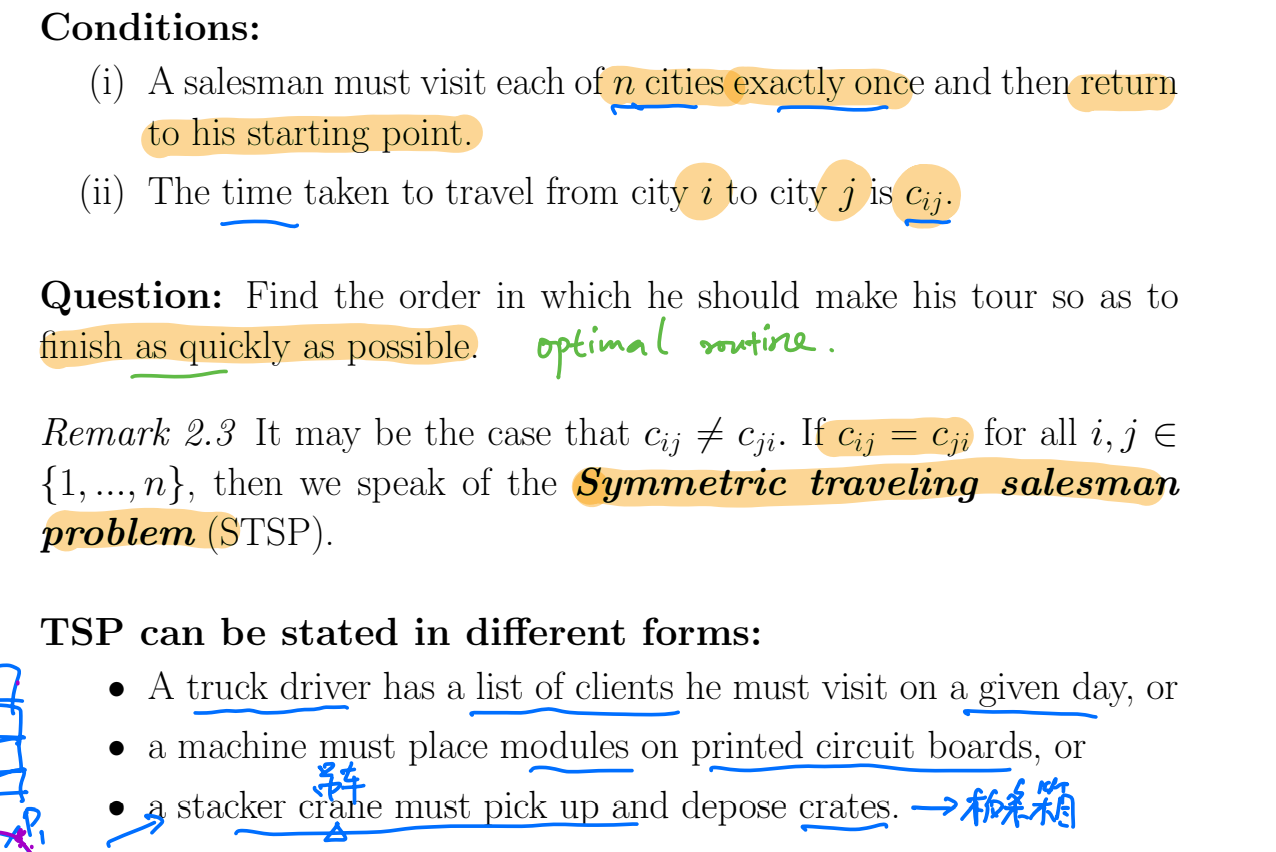 Conditions:
(i) A salesman must visit each of n cities exactly once and then return
to his starting point.
(ii) The time taken to travel from city i to city j is c_{ij}.
Question: Find the order in which he should make his tour so as to
finish as quickly as possible. optimal routine.
Remark 2.3 It may be the case that c_{ij} ≠ c_{ji}. If c_{ij} = c_{ji} for all i, j ∈
{1, ..., n}, then we speak of the Symmetric traveling salesman
problem (STSP).
TSP can be stated in different forms:
• A truck driver has a list of clients he must visit on a given day, or
• a machine must place modules on printed circuit boards, or
吊车
• a stacker crane must pick up and depose crates. → 板条箱
P1